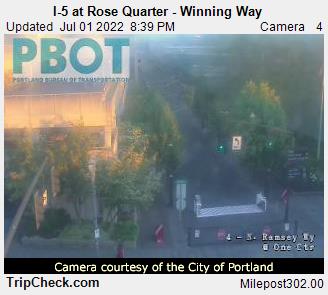 I-5 at Rose Quarter - Winning Way
Updated Jul 01 2022 8:39 PM Camera 4
PBOT
PORTLAND BUREAU OF TRANSPORTATION
4 - N. Ramsey Wy
@ One Ctr
Camera courtesy of the City of Portland
TripCheck.com Milepost302.00